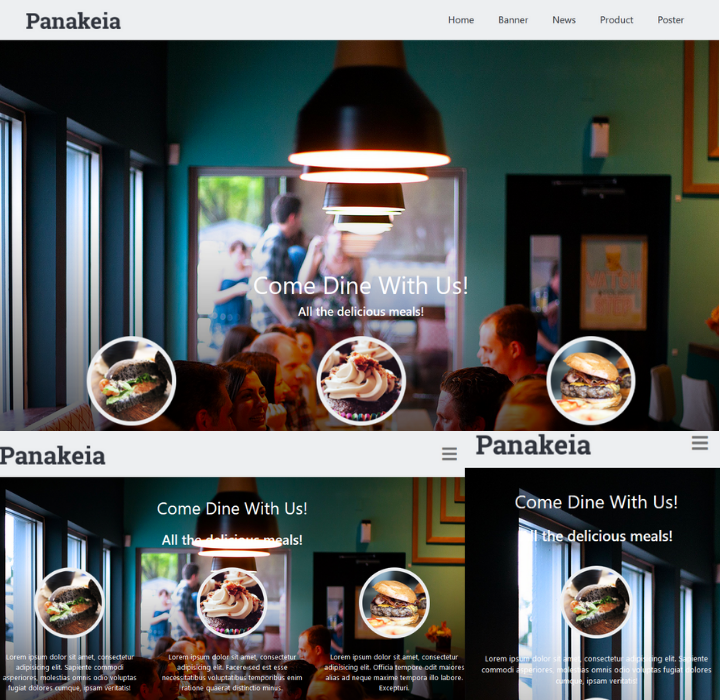 Panakeia
Home Banner News Product Poster
Come Dine With Us!
All the delicious meals!
Panakeia
Come Dine With Us!
All the delicious meals!
Lorem ipsum dolor sit amet, consectetur
adipisicing elit. Sapiente commodi
asperiores, molestias omnis odio voluptas
fugiat dolores cumque, ipsam veritatis!
Lorem ipsum dolor sit amet, consectetur
adipisicing elit. Facere sed est esse
necessitatibus voluptatibus temporibus enim
ratione quaerat distinctio minus.
Lorem ipsum dolor sit amet, consectetur
adipisicing elit. Officia tempore odit maiores
alias ad neque maxime tempora illo labore.
Excepturi.
Panakeia
Come Dine With Us!
All the delicious meals!
Lorem ipsum dolor sit amet, consectetur adipisicing elit. Sapiente
commodi asperiores, molestias omnis odio voluptas fugiat dolores
cumque, ipsam veritatis!